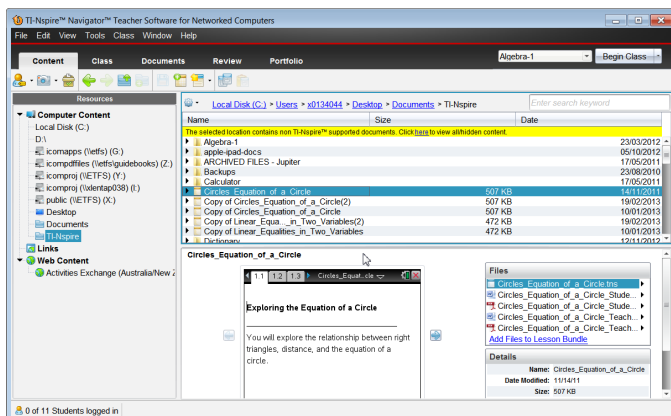 TI-Nspire™ Navigator™ Teacher Software for Networked Computers
File Edit View Tools Class Window Help
Content Class Documents Review Portfolio Algebra-1 Begin Class
Resources
Computer Content
Local Disk (C:)
D:\
icornapps (\\etfs) (G:)
icornpdffiles (\\etfs\guidebooks) (Z:)
icornproj (\\ETFS) (Y:)
icornproj (\\xlentap038) (I:)
public (\\ETFS) (X:)
Desktop
Documents
TI-Nspire
Links
Web Content
Activities Exchange (Australia/New Z
Local Disk (C:) > Users > x0134044 > Desktop > Documents > TI-Nspire Enter search keyword
Name Size Date
The selected location contains non TI-Nspire™ supported documents. Click here to view all/hidden content.
Algebra-1 23/03/2012
apple-ipad-docs 05/10/2012
ARCHIVED FILES - Jupiter 17/05/2011
Backups 23/08/2010
Calculator 17/05/2011
Circles_Equation_of_a_Circle 507 KB 14/11/2011
Copy of Circles_Equation_of_a_Circle(2) 507 KB 19/02/2013
Copy of Circles_Equation_of_a_Circle 507 KB 10/01/2013
Copy of Linear_Equa..._in_Two_Variables(2) 472 KB 19/02/2013
Copy of Linear_Equalities_in_Two_Variables 472 KB 10/01/2013
Dictionary 12/11/2012
Circles_Equation_of_a_Circle
1.1 1.2 1.3 Circles_Equat...cle
Exploring the Equation of a Circle
You will explore the relationship between right
triangles, distance, and the equation of a
circle.
Files
Circles_Equation_of_a_Circle.tns
Circles_Equation_of_a_Circle_Stude...
Circles_Equation_of_a_Circle_Stude...
Circles_Equation_of_a_Circle_Teach...
Circles_Equation_of_a_Circle_Teach...
Add Files to Lesson Bundle
Details
Name: Circles_Equation_of_a_Circle
Date Modified: 11/14/11
Size: 507 KB
0 of 11 Students logged in